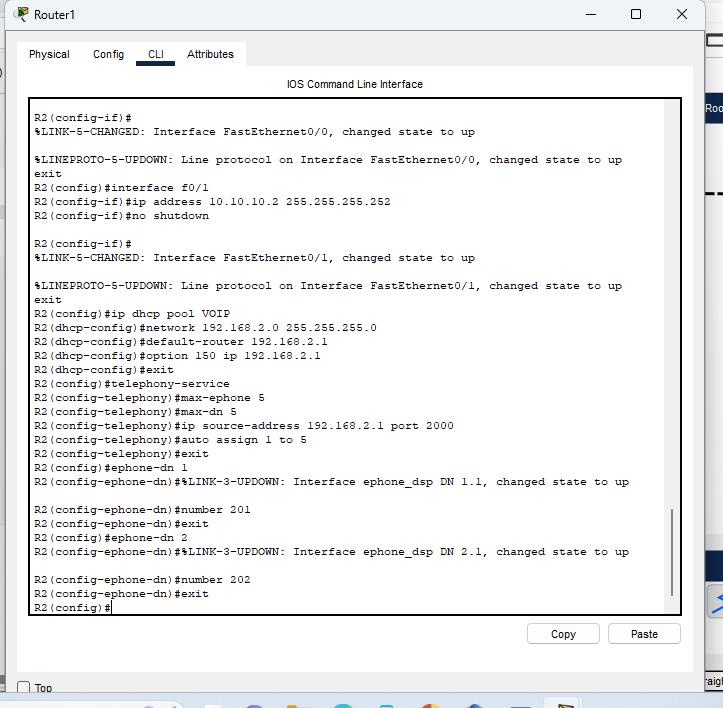 Router1
Physical Config CLI Attributes
IOS Command Line Interface
R2(config-if)#
%LINK-5-CHANGED: Interface FastEthernet0/0, changed state to up
%LINEPROTO-5-UPDOWN: Line protocol on Interface FastEthernet0/0, changed state to up
exit
R2(config)#interface f0/1
R2(config-if)#ip address 10.10.10.2 255.255.255.252
R2(config-if)#no shutdown
R2(config-if)#
%LINK-5-CHANGED: Interface FastEthernet0/1, changed state to up
%LINEPROTO-5-UPDOWN: Line protocol on Interface FastEthernet0/1, changed state to up
exit
R2(config)#ip dhcp pool VOIP
R2(dhcp-config)#network 192.168.2.0 255.255.255.0
R2(dhcp-config)#default-router 192.168.2.1
R2(dhcp-config)#option 150 ip 192.168.2.1
R2(dhcp-config)#exit
R2(config)#telephony-service
R2(config-telephony)#max-ephone 5
R2(config-telephony)#max-dn 5
R2(config-telephony)#ip source-address 192.168.2.1 port 2000
R2(config-telephony)#auto assign 1 to 5
R2(config-telephony)#exit
R2(config)#ephone-dn 1
R2(config-ephone-dn)#%LINK-3-UPDOWN: Interface ephone_dsp DN 1.1, changed state to up
R2(config-ephone-dn)#number 201
R2(config-ephone-dn)#exit
R2(config)#ephone-dn 2
R2(config-ephone-dn)#%LINK-3-UPDOWN: Interface ephone_dsp DN 2.1, changed state to up
R2(config-ephone-dn)#number 202
R2(config-ephone-dn)#exit
R2(config)#
Copy Paste
Top
Roo
raigl